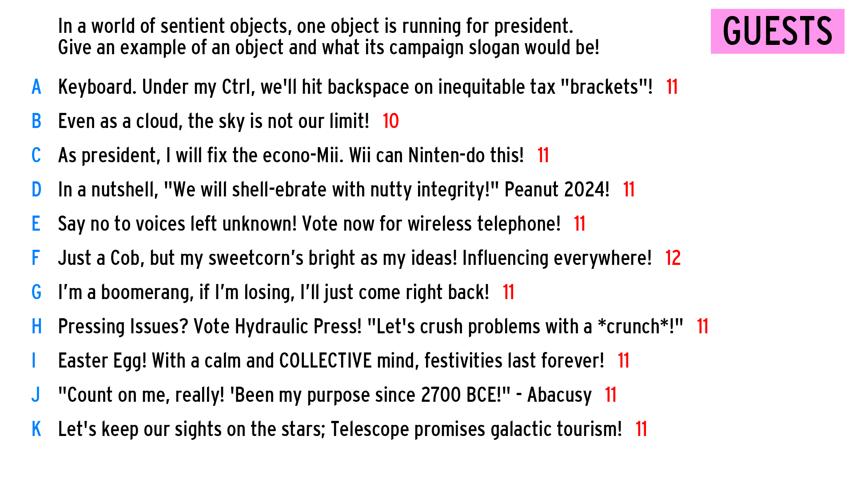 In a world of sentient objects, one object is running for president.
Give an example of an object and what its campaign slogan would be!
GUESTS
A Keyboard. Under my Ctrl, we'll hit backspace on inequitable tax "brackets"! 11
B Even as a cloud, the sky is not our limit! 10
C As president, I will fix the econo-Mii. Wii can Ninten-do this! 11
D In a nutshell, "We will shell-ebrate with nutty integrity!" Peanut 2024! 11
E Say no to voices left unknown! Vote now for wireless telephone! 11
F Just a Cob, but my sweetcorn’s bright as my ideas! Influencing everywhere! 12
G I’m a boomerang, if I’m losing, I’ll just come right back! 11
H Pressing Issues? Vote Hydraulic Press! "Let's crush problems with a *crunch*!" 11
I Easter Egg! With a calm and COLLECTIVE mind, festivities last forever! 11
J "Count on me, really! 'Been my purpose since 2700 BCE!" - Abacusy 11
K Let's keep our sights on the stars; Telescope promises galactic tourism! 11